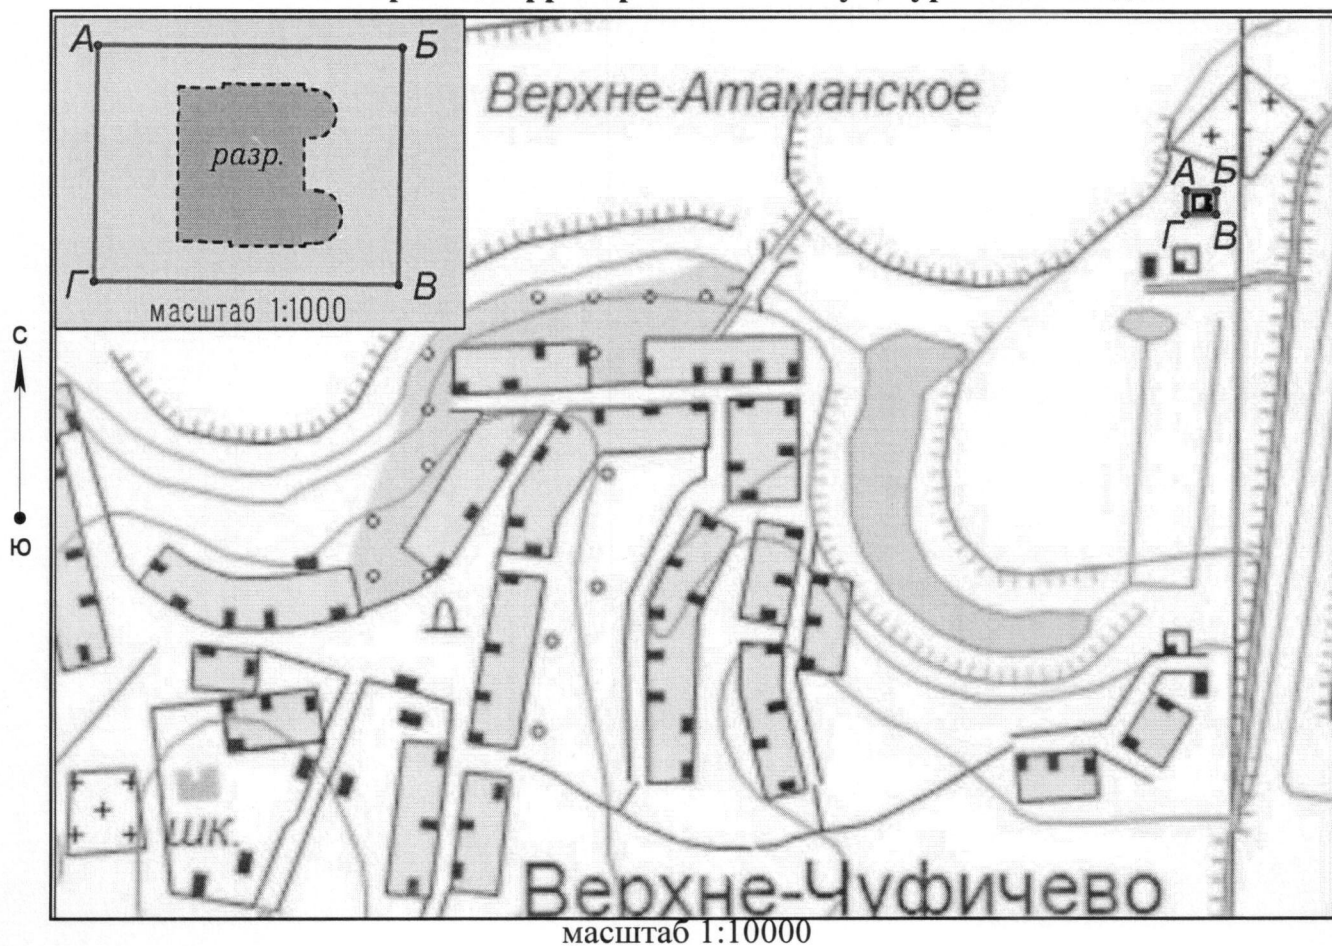 А Б
разр.
Г В
масштаб 1:1000
Верхне-Атаманское
А Б
Г В
С
Ю
шк.
Верхне-Чуфичево
масштаб 1:10000